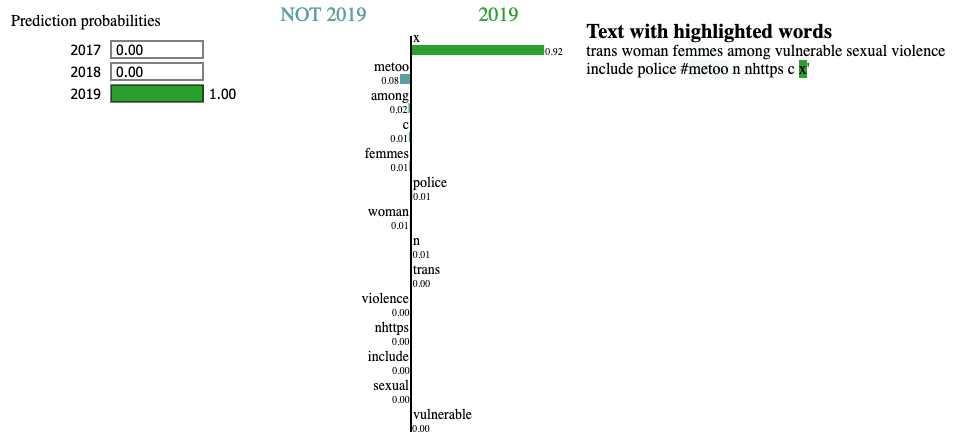 Prediction probabilities
2017 0.00
2018 0.00
2019 1.00
NOT 2019 2019
x
0.92
metoo
0.08
among
0.02
c
0.01
femmes
0.01
police
0.01
woman
0.01
n
0.01
trans
0.00
violence
0.00
nhttps
0.00
include
0.00
sexual
0.00
vulnerable
0.00
Text with highlighted words
trans woman femmes among vulnerable sexual violence
include police #metoo n nhttps c x'